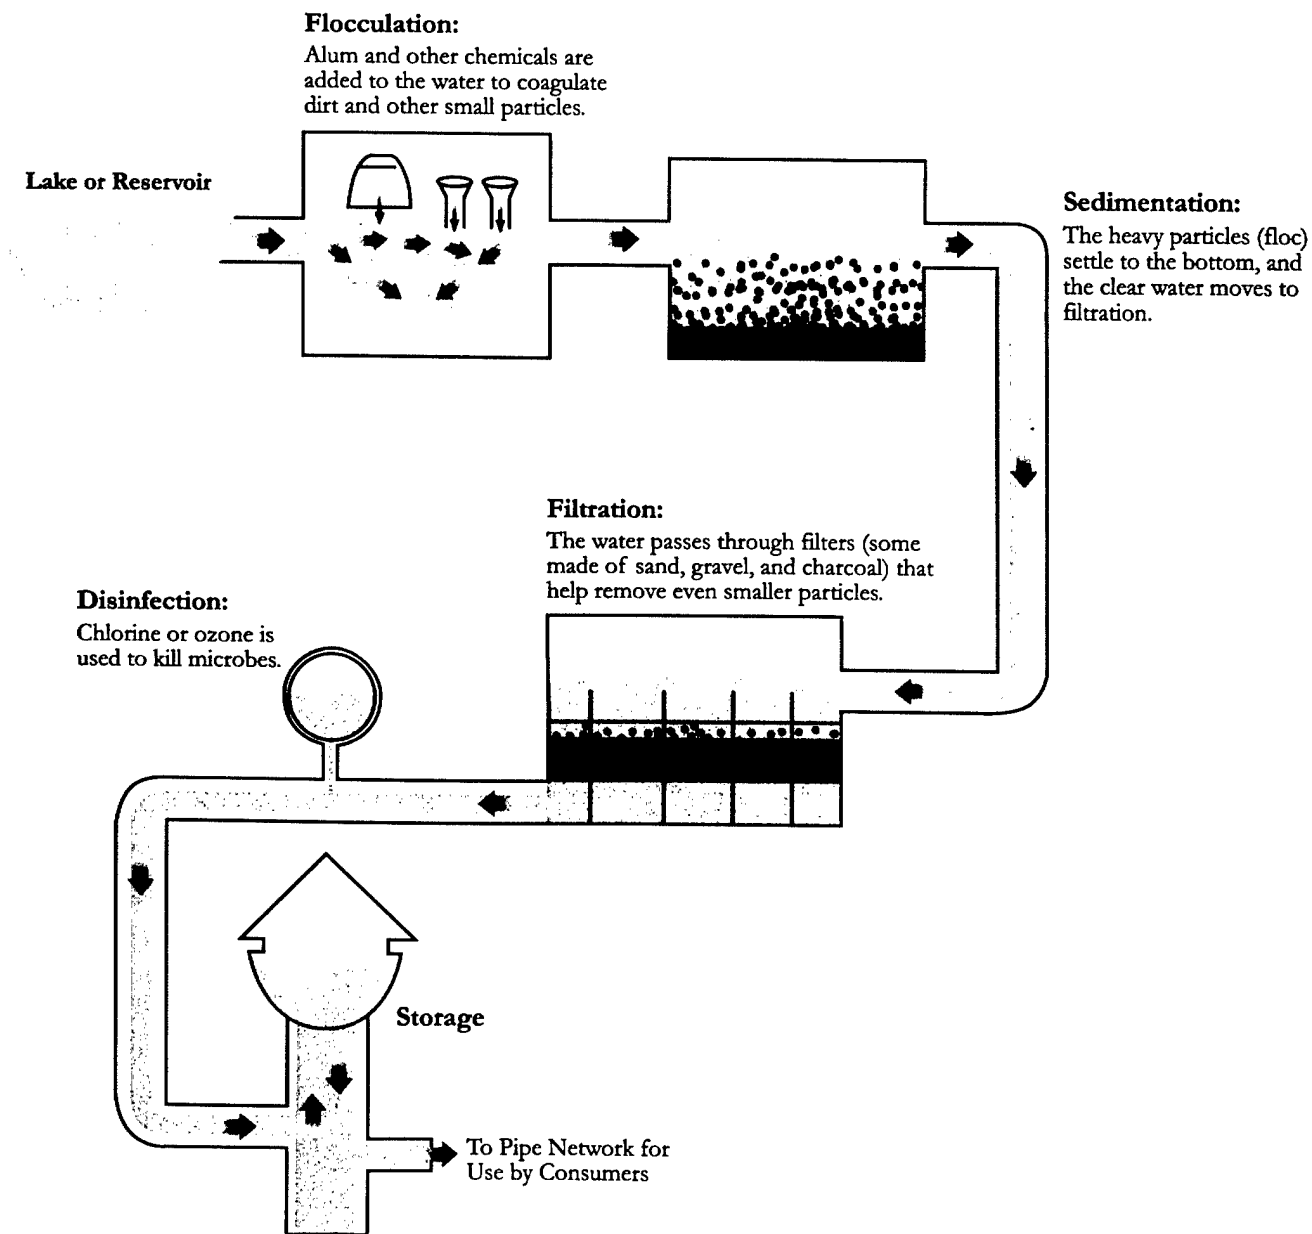 Flocculation:
Alum and other chemicals are
added to the water to coagulate
dirt and other small particles.
Lake or Reservoir
Sedimentation:
The heavy particles (floc)
settle to the bottom, and
the clear water moves to
filtration.
Filtration:
The water passes through filters (some
made of sand, gravel, and charcoal) that
help remove even smaller particles.
Disinfection:
Chlorine or ozone is
used to kill microbes.
Storage
To Pipe Network for
Use by Consumers